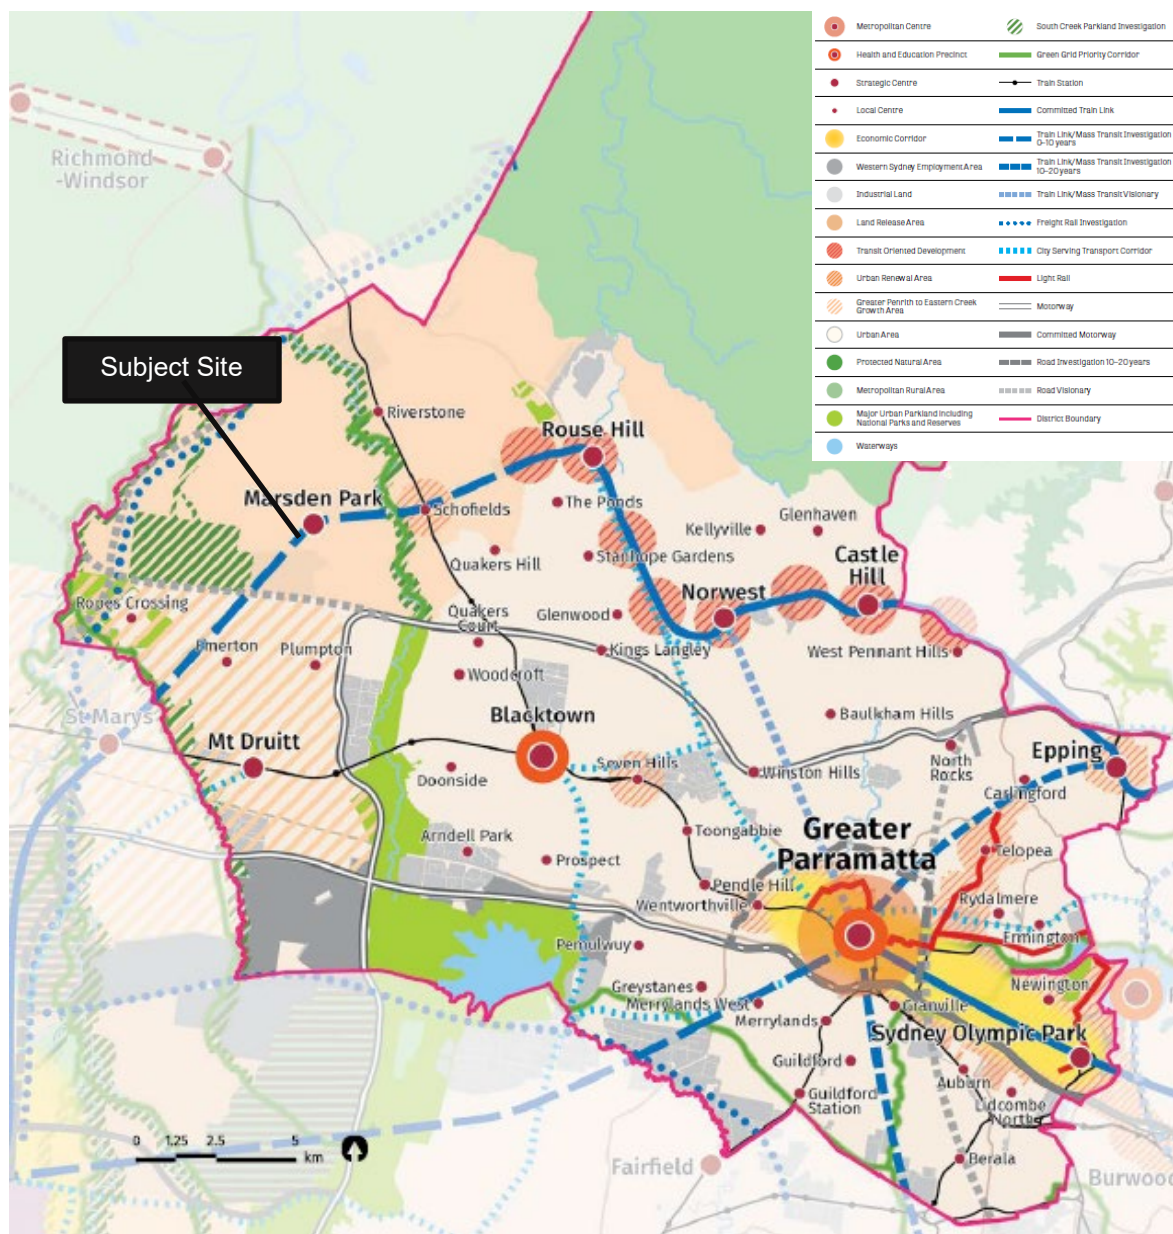 Metropolitan Centre
Health and Education Precinct
Strategic Centre
Local Centre
Economic Corridor
Western Sydney Employment Area
Industrial Land
Land Release Area
Transit Oriented Development
Urban Renewal Area
Greater Penrith to Eastern Creek
Growth Area
Urban Area
Protected Natural Area
Metropolitan Rural Area
Major Urban Parkland Including
National Parks and Reserves
Waterways
South Creek Parkland Investigation
Green Grid Priority Corridor
Train Station
Committed Train Link
Train Link/Mass Transit Investigation
0-10 years
Train Link/Mass Transit Investigation
10-20 years
Train Link/Mass Transit Visionary
Freight Rail Investigation
City Serving Transport Corridor
Light Rail
Motorway
Committed Motorway
Road Investigation 10-20 years
Road Visionary
District Boundary
Richmond
-Windsor
Subject Site
Riverstone
Rouse Hill
Marsden Park
Schofields
The Ponds
Kellyville
Glenhaven
Quakers Hill
Stanhope Gardens
Castle
Hill
Norwest
Ropes Crossing
Quakers
Court
Glenwood
Emerton
Plumpton
Kings Langley
West Pennant Hills
Woodcroft
St Marys
Blacktown
Baulkham Hills
Mt Druitt
Epping
Doonside
Seven Hills
Winston Hills
North
Rocks
Carlingford
Arndell Park
Toongabbie
Greater
Parramatta
Telopea
Prospect
Pendle Hill
Wentworthville
Rydalmere
Ermington
Pemulwuy
Greystanes
Merrylands West
Newington
Granville
Merrylands
Sydney Olympic Park
Guildford
Auburn
Guildford
Station
Lidcombe
North
0 1.25 2.5 5
km
Berala
Fairfield
Burwood